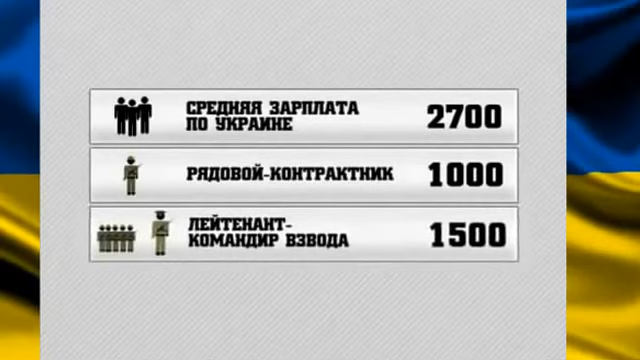 СРЕДНЯЯ ЗАРПЛАТА
ПО УКРАИНЕ
2700
РЯДОВОЙ-КОНТРАКТНИК 1000
ЛЕЙТЕНАНТ-
КОМАНДИР ВЗВОДА
1500